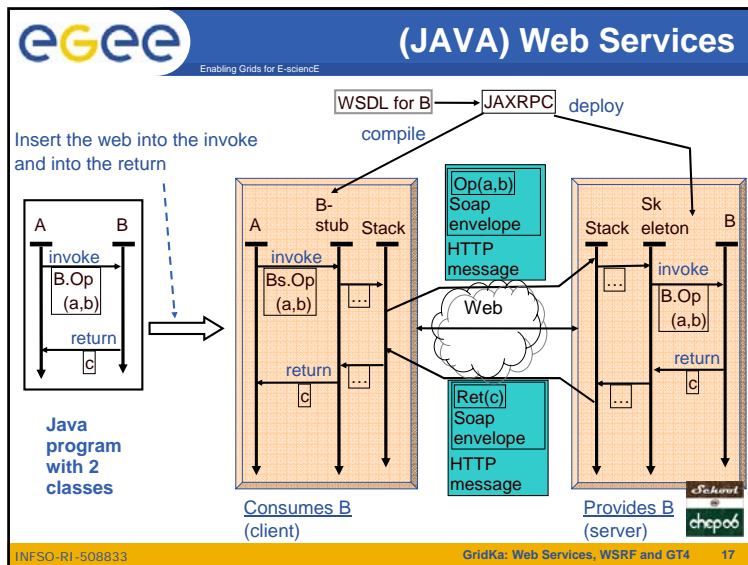 egee
(JAVA) Web Services
Enabling Grids for E-sciencE
WSDL for B
JAXRPC
deploy
compile
Insert the web into the invoke
and into the return
A
B
invoke
B.Op
(a,b)
return
c
Java
program
with 2
classes
A
B-
stub
Stack
invoke
Bs.Op
(a,b)
...
return
c
...
Consumes B
(client)
Op(a,b)
Soap
envelope
HTTP
message
Web
Ret(c)
Soap
envelope
HTTP
message
Stack
Sk
eleton
B
...
invoke
B.Op
(a,b)
return
c
...
Provides B
(server)
School
@
chep06
INFSO-RI-508833
GridKa: Web Services, WSRF and GT4 17